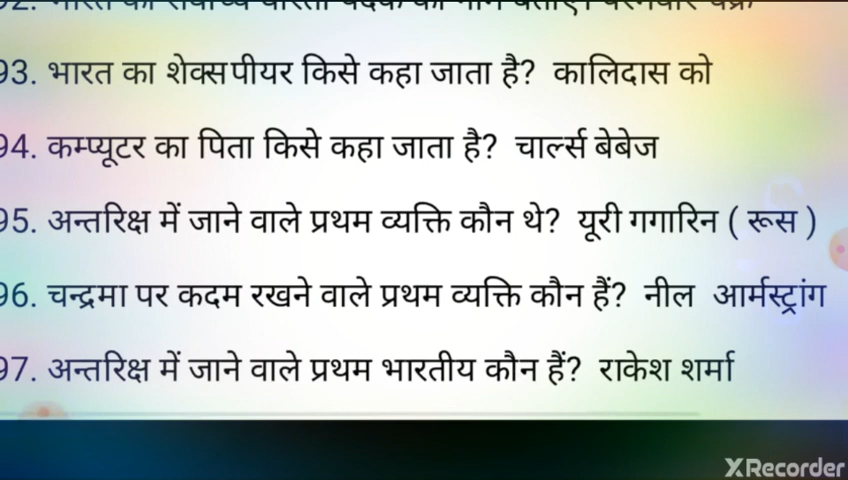 93. भारत का शेक्सपीयर किसे कहा जाता है? कालिदास को
94. कम्प्यूटर का पिता किसे कहा जाता है? चार्ल्स बेबेज
95. अन्तरिक्ष में जाने वाले प्रथम व्यक्ति कौन थे? यूरी गगारिन ( रूस )
96. चन्द्रमा पर कदम रखने वाले प्रथम व्यक्ति कौन हैं? नील आर्मस्ट्रांग
97. अन्तरिक्ष में जाने वाले प्रथम भारतीय कौन हैं? राकेश शर्मा
XRecorder